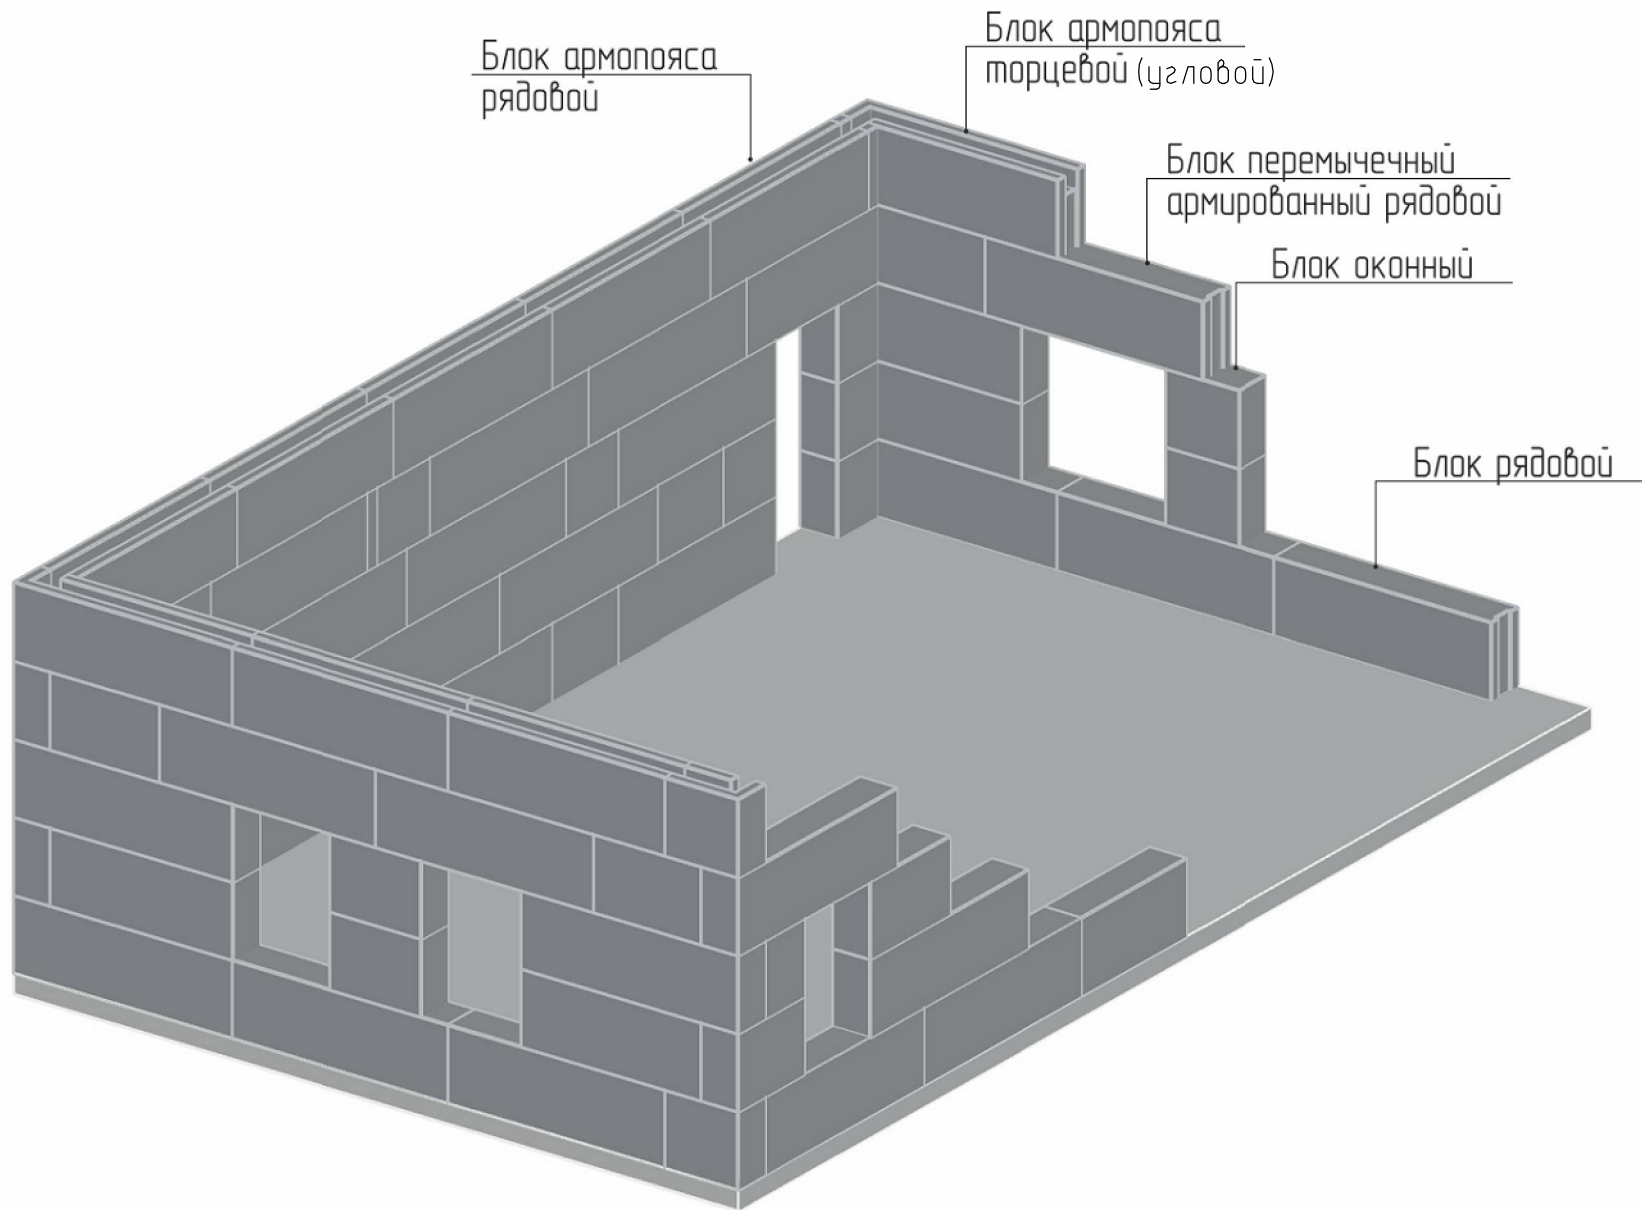 Блок армопояса
рядовой
Блок армопояса
торцевой (угловой)
Блок перемычечный
армированный рядовой
Блок оконный
Блок рядовой